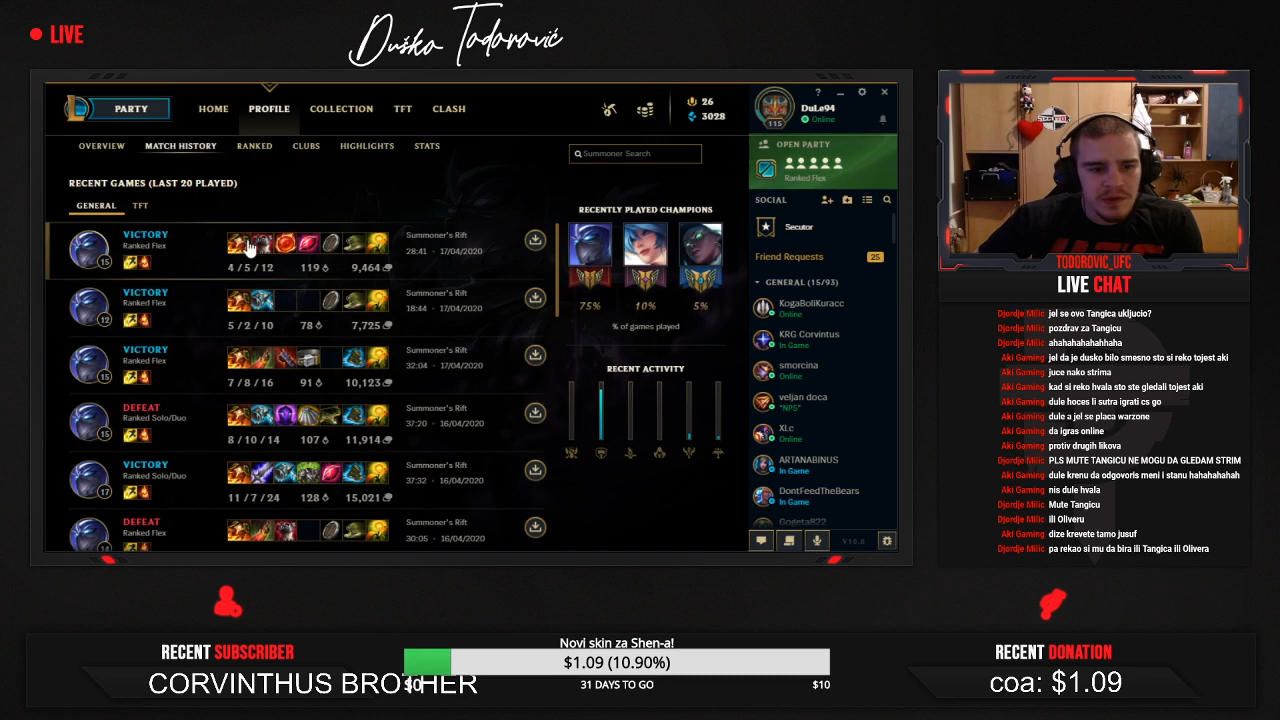 LIVE
Duško Todorović
PARTY
HOME
PROFILE
COLLECTION
TFT
CLASH
26
3028
?
DuLe94
Online
115
OVERVIEW
MATCH HISTORY
RANKED
CLUBS
HIGHLIGHTS
STATS
Summoner Search
RECENT GAMES (LAST 20 PLAYED)
GENERAL
TFT
VICTORY
Ranked Flex
15
4 / 5 / 12
119
9,464
Summoner's Rift
28:41 · 17/04/2020
VICTORY
Ranked Flex
12
5 / 2 / 10
78
7,725
Summoner's Rift
18:44 · 17/04/2020
VICTORY
Ranked Flex
15
7 / 8 / 16
91
10,123
Summoner's Rift
32:04 · 17/04/2020
DEFEAT
Ranked Solo/Duo
15
8 / 10 / 14
107
11,914
Summoner's Rift
37:20 · 16/04/2020
VICTORY
Ranked Solo/Duo
17
11 / 7 / 24
128
15,021
Summoner's Rift
37:32 · 16/04/2020
DEFEAT
Ranked Flex
Summoner's Rift
30:05 · 16/04/2020
RECENTLY PLAYED CHAMPIONS
75%
10%
5%
% of games played
RECENT ACTIVITY
OPEN PARTY
Ranked Flex
SOCIAL
Secutor
Friend Requests
25
GENERAL (15/93)
KogaBoliKuracc
Online
KRG Corvintus
In Game
smorcina
Online
veljan doca
"NPS"
XLc
Online
ARTANABINUS
In Game
DontFeedTheBears
In Game
Gogeta822
TODOROVIC_UFC
LIVE CHAT
Djordje Milic jel se ovo Tangica ukljucio?
Djordje Milic pozdrav za Tangicu
Djordje Milic ahahahahahhaha
Aki Gaming jel da je dusko bilo smesno sto si reko tojest aki
Aki Gaming juce nako strima
Aki Gaming kad si reko hvala sto ste gledali tojest aki
Aki Gaming dule hoces li sutra igrati cs go
Aki Gaming dule a jel se placa warzone
Aki Gaming da igras online
Aki Gaming protiv drugih likova
Djordje Milic PLS MUTE TANGICU NE MOGU DA GLEDAM STRIM
Aki Gaming dule krenu da odgovoris meni i stanu hahahahah
Aki Gaming nis dule hvala
Djordje Milic Mute Tangicu
Djordje Milic ili Oliveru
Aki Gaming dize krevete tamo jusuf
Djordje Milic pa rekao si mu da bira ili Tangica ili Olivera
RECENT SUBSCRIBER
CORVINTHUS BROTHER
Novi skin za Shen-a!
$1.09 (10.90%)
$0
31 DAYS TO GO
$10
RECENT DONATION
coa: $1.09